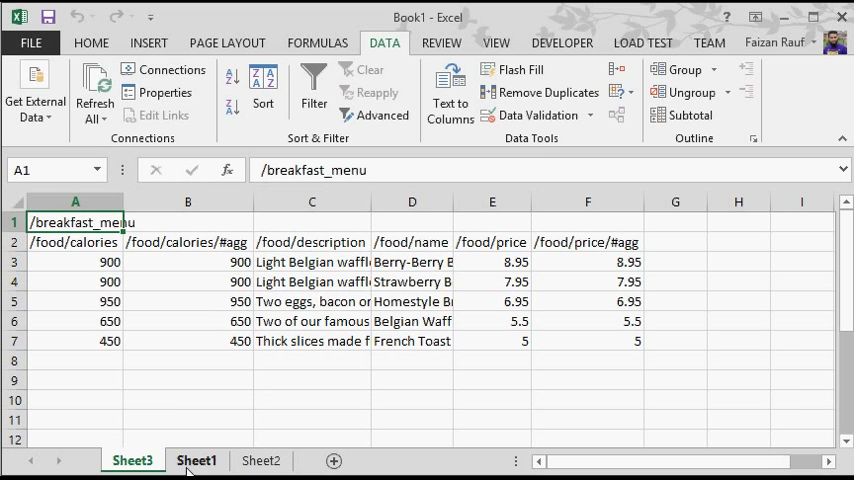 Book1 - Excel
?
FILE HOME INSERT PAGE LAYOUT FORMULAS DATA REVIEW VIEW DEVELOPER LOAD TEST TEAM Faizan Rauf
Get External Data
Refresh All
Connections
Properties
Edit Links
Connections
Sort
Filter
Clear
Reapply
Advanced
Sort & Filter
Text to Columns
Flash Fill
Remove Duplicates
Data Validation
Data Tools
Group
Ungroup
Subtotal
Outline
A1 fx /breakfast_menu
A B C D E F G H I
1 /breakfast_menu
2 /food/calories /food/calories/#agg /food/description /food/name /food/price /food/price/#agg
3 900 900 Light Belgian waffl Berry-Berry B 8.95 8.95
4 900 900 Light Belgian waffl Strawberry B 7.95 7.95
5 950 950 Two eggs, bacon or Homestyle Br 6.95 6.95
6 650 650 Two of our famous Belgian Waff 5.5 5.5
7 450 450 Thick slices made f French Toast 5 5
8
9
10
11
12
Sheet3 Sheet1 Sheet2